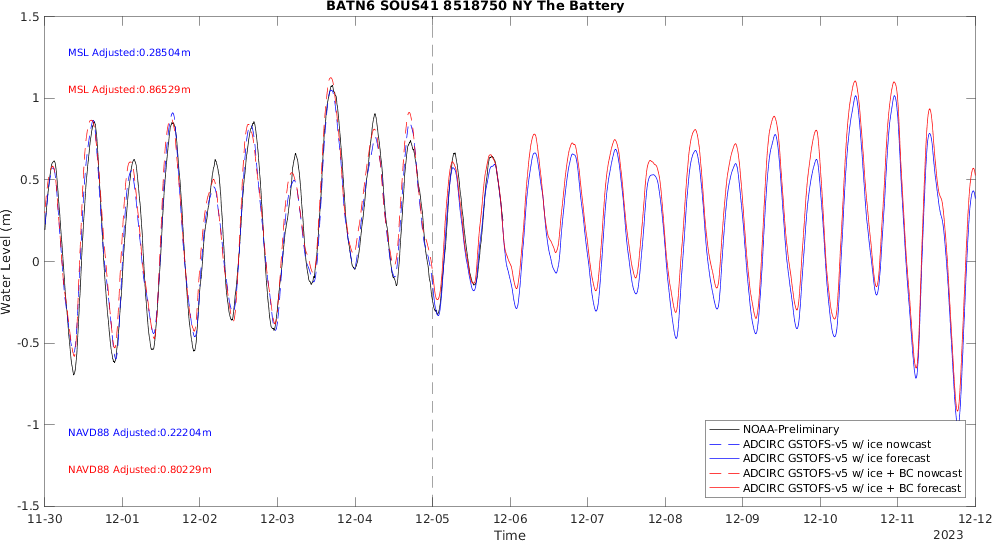 BATN6 SOUS41 8518750 NY The Battery
1.5
1
0.5
0
-0.5
-1
-1.5
Water Level (m)
MSL Adjusted:0.28504m
MSL Adjusted:0.86529m
NAVD88 Adjusted:0.22204m
NAVD88 Adjusted:0.80229m
NOAA-Preliminary
ADCIRC GSTOFS-v5 w/ ice nowcast
ADCIRC GSTOFS-v5 w/ ice forecast
ADCIRC GSTOFS-v5 w/ ice + BC nowcast
ADCIRC GSTOFS-v5 w/ ice + BC forecast
11-30 12-01 12-02 12-03 12-04 12-05 12-06 12-07 12-08 12-09 12-10 12-11 12-12
Time
2023